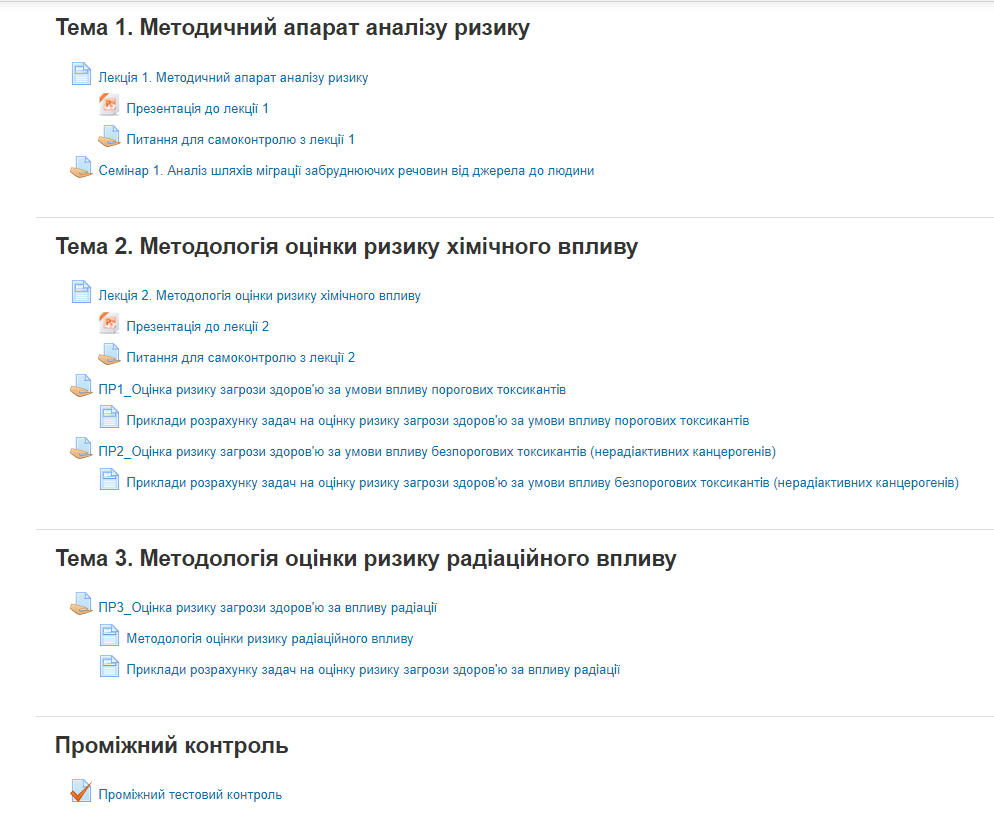 Тема 1. Методичний апарат аналізу ризику
Лекція 1. Методичний апарат аналізу ризику
Презентація до лекції 1
Питання для самоконтролю з лекції 1
Семінар 1. Аналіз шляхів міграції забруднюючих речовин від джерела до людини
Тема 2. Методологія оцінки ризику хімічного впливу
Лекція 2. Методологія оцінки ризику хімічного впливу
Презентація до лекції 2
Питання для самоконтролю з лекції 2
ПР1_Оцінка ризику загрози здоров'ю за умови впливу порогових токсикантів
Приклади розрахунку задач на оцінку ризику загрози здоров'ю за умови впливу порогових токсикантів
ПР2_Оцінка ризику загрози здоров'ю за умови впливу безпорогових токсикантів (нерадіактивних канцерогенів)
Приклади розрахунку задач на оцінку ризику загрози здоров'ю за умови впливу безпорогових токсикантів (нерадіактивних канцерогенів)
Тема 3. Методологія оцінки ризику радіаційного впливу
ПР3_Оцінка ризику загрози здоров'ю за впливу радіації
Методологія оцінки ризику радіаційного впливу
Приклади розрахунку задач на оцінку ризику загрози здоров'ю за впливу радіації
Проміжний контроль
Проміжний тестовий контроль